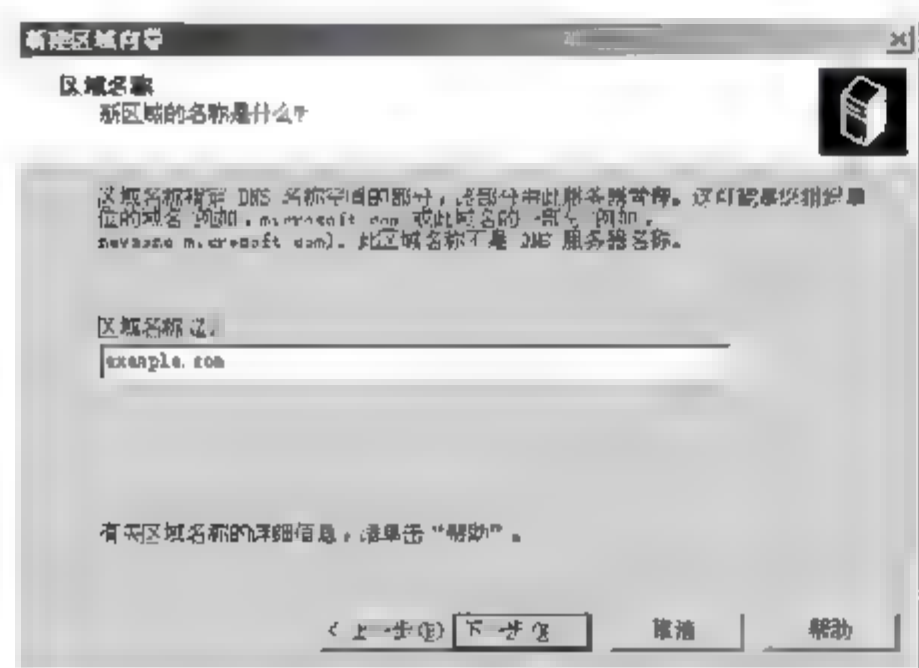 新建区域向导
区域名称
新区域的名称是什么?
区域名称指定 DNS 名称空间的部分，该部分由此服务器管理。这可能是您组织单
位的域名(例如，microsoft.com)或此域名的一部分(例如，
newzone.microsoft.com)。此区域名称不是 DNS 服务器名称。
区域名称(Z):
example.com
有关区域名称的详细信息，请单击“帮助”。
< 上一步(B) 下一步(N) > 取消 帮助